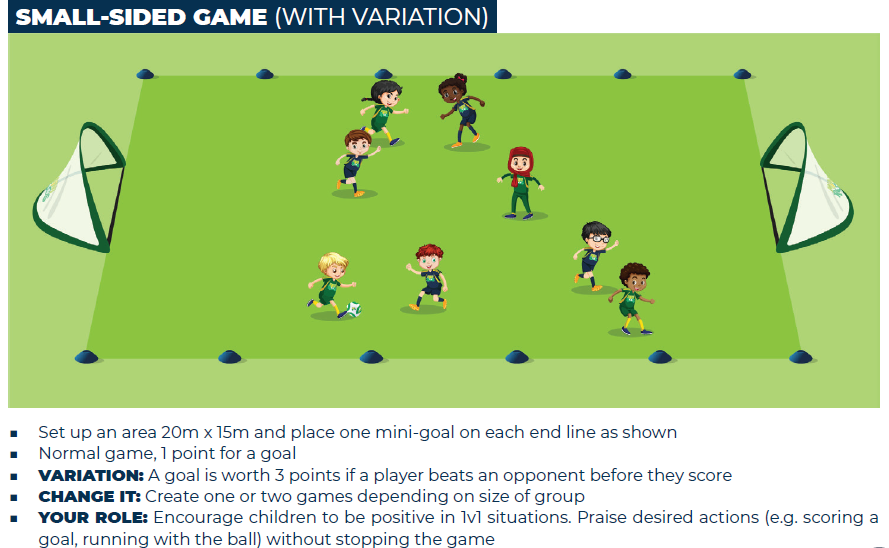 SMALL-SIDED GAME (WITH VARIATION)
▪ Set up an area 20m x 15m and place one mini-goal on each end line as shown
▪ Normal game, 1 point for a goal
▪ VARIATION: A goal is worth 3 points if a player beats an opponent before they score
▪ CHANGE IT: Create one or two games depending on size of group
▪ YOUR ROLE: Encourage children to be positive in 1v1 situations. Praise desired actions (e.g. scoring a
goal, running with the ball) without stopping the game